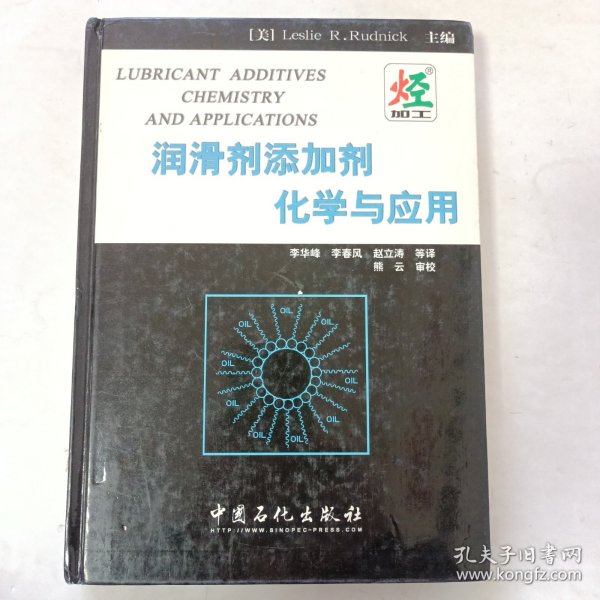 [美] Leslie R.Rudnick 主编
LUBRICANT ADDITIVES
CHEMISTRY
AND APPLICATIONS
烃®
加工
润滑剂添加剂
化学与应用
李华峰 李春风 赵立涛 等译
熊云 审校
OIL
OIL
OIL
OIL
OIL
OIL
OIL
OIL
OIL
OIL
中国石化出版社
HTTP://WWW.SINOPEC-PRESS.COM
孔夫子旧书网
www.kongfz.com